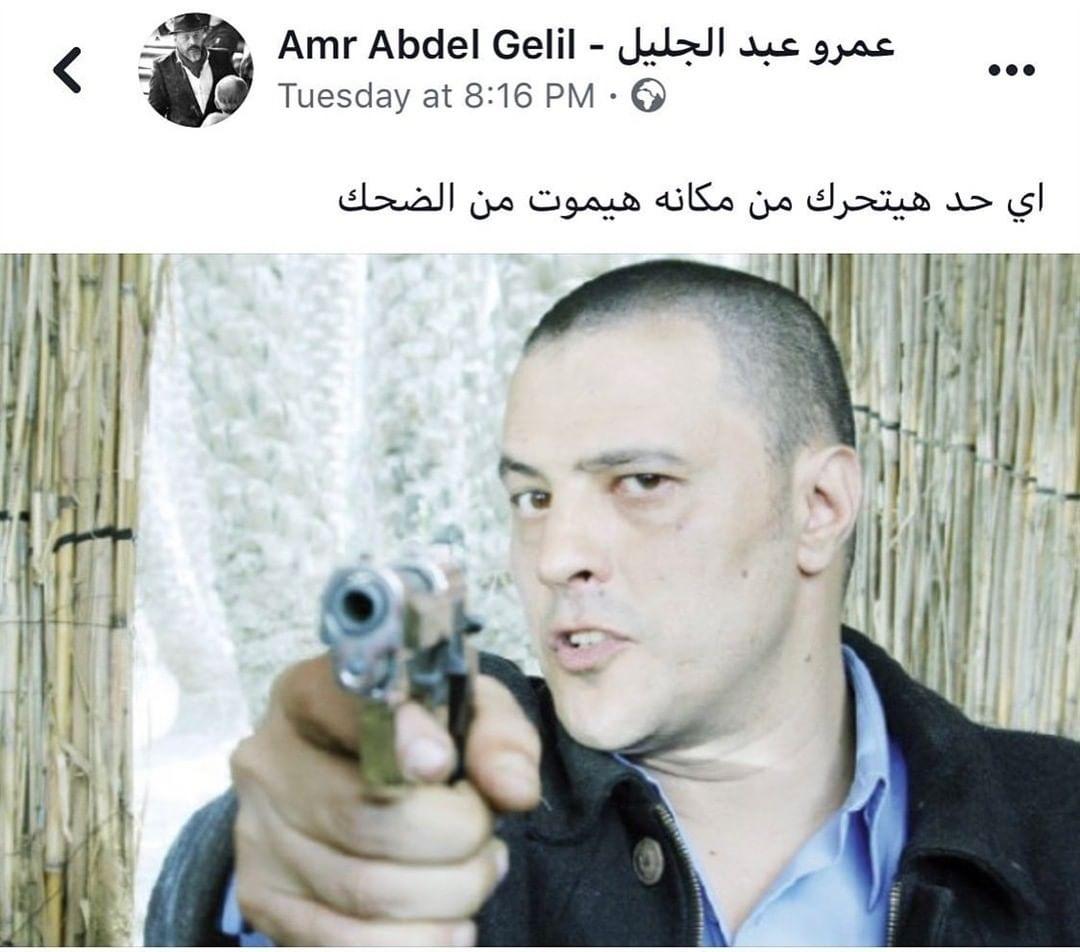 Amr Abdel Gelil - عمرو عبد الجليل
Tuesday at 8:16 PM ·
اي حد هيتحرك من مكانه هيموت من الضحك